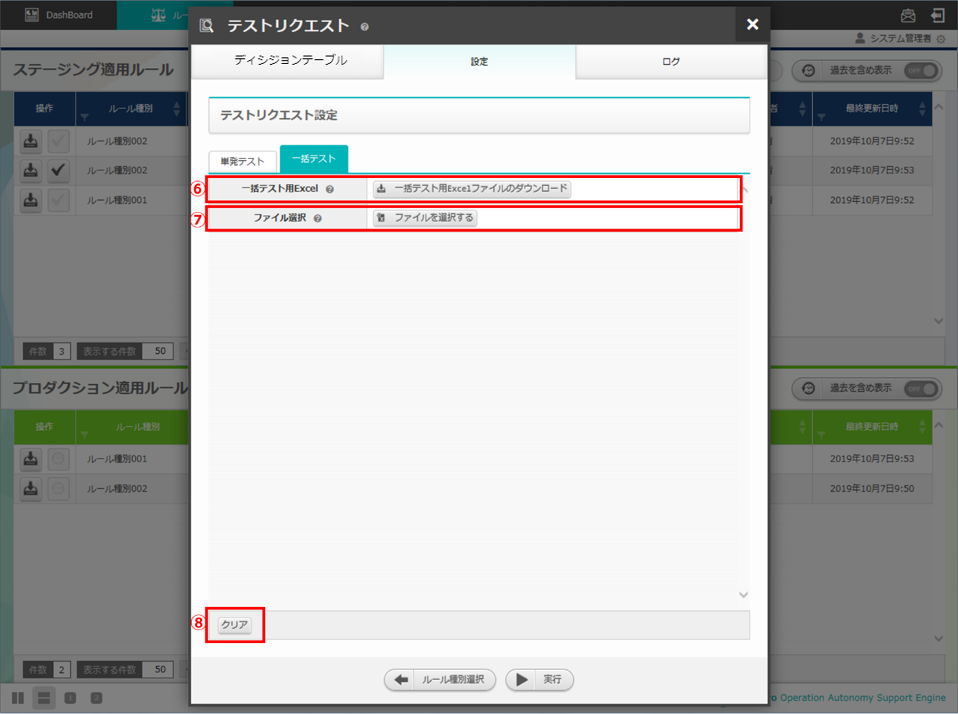 DashBoard
テストリクエスト
システム管理者
ディシジョンテーブル
設定
ログ
ステージング適用ルール
過去を含め表示
OFF
操作
ルール種別
最終更新日時
ルール種別002
2019年10月7日9:52
ルール種別002
2019年10月7日9:52
ルール種別001
2019年10月7日9:52
件数 3 表示する件数 50
テストリクエスト設定
単発テスト
一括テスト
⑥ 一括テスト用Excel 一括テスト用Excelファイルのダウンロード
⑦ ファイル選択 ファイルを選択する
プロダクション適用ルール
過去を含め表示
OFF
操作
ルール種別
最終更新日時
ルール種別001
2019年10月7日9:53
ルール種別002
2019年10月7日9:50
件数 2 表示する件数 50
⑧ クリア
ルール種別選択
実行
1 2
Operation Autonomy Support Engine